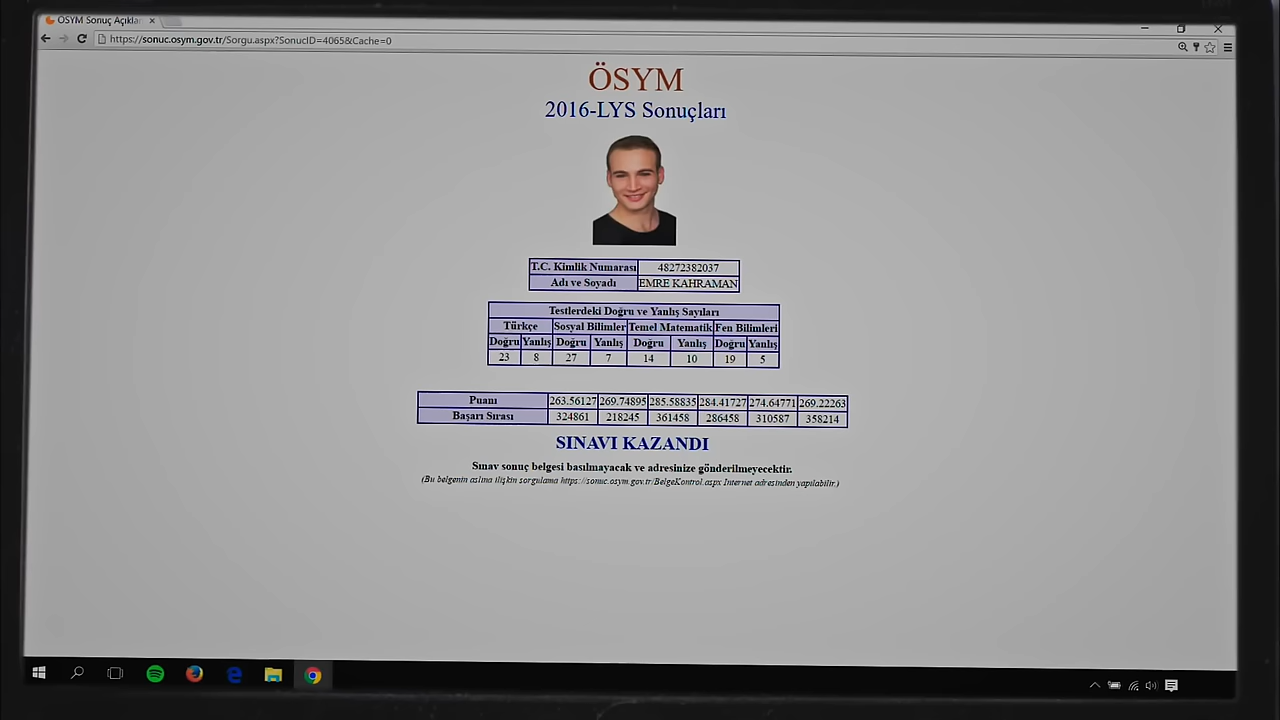 ÖSYM Sonuç Açıklar
https://sonuc.osym.gov.tr/Sorgu.aspx?SonucID=4065&Cache=0
ÖSYM
2016-LYS Sonuçları
T.C. Kimlik Numarası 48272382037
Adı ve Soyadı EMRE KAHRAMAN
Testlerdeki Doğru ve Yanlış Sayıları
Türkçe Sosyal Bilimler Temel Matematik Fen Bilimleri
Doğru Yanlış Doğru Yanlış Doğru Yanlış Doğru Yanlış
23 8 27 7 14 10 19 5
Puanı 263.56127 269.74895 285.58835 284.41727 274.64771 269.22263
Başarı Sırası 324861 218245 361458 286458 310587 358214
SINAVI KAZANDI
Sınav sonuç belgesi basılmayacak ve adresinize gönderilmeyecektir.
(Bu belgenin aslına ilişkin sorgulama https://sonuc.osym.gov.tr/BelgeKontrol.aspx İnternet adresinden yapılabilir.)